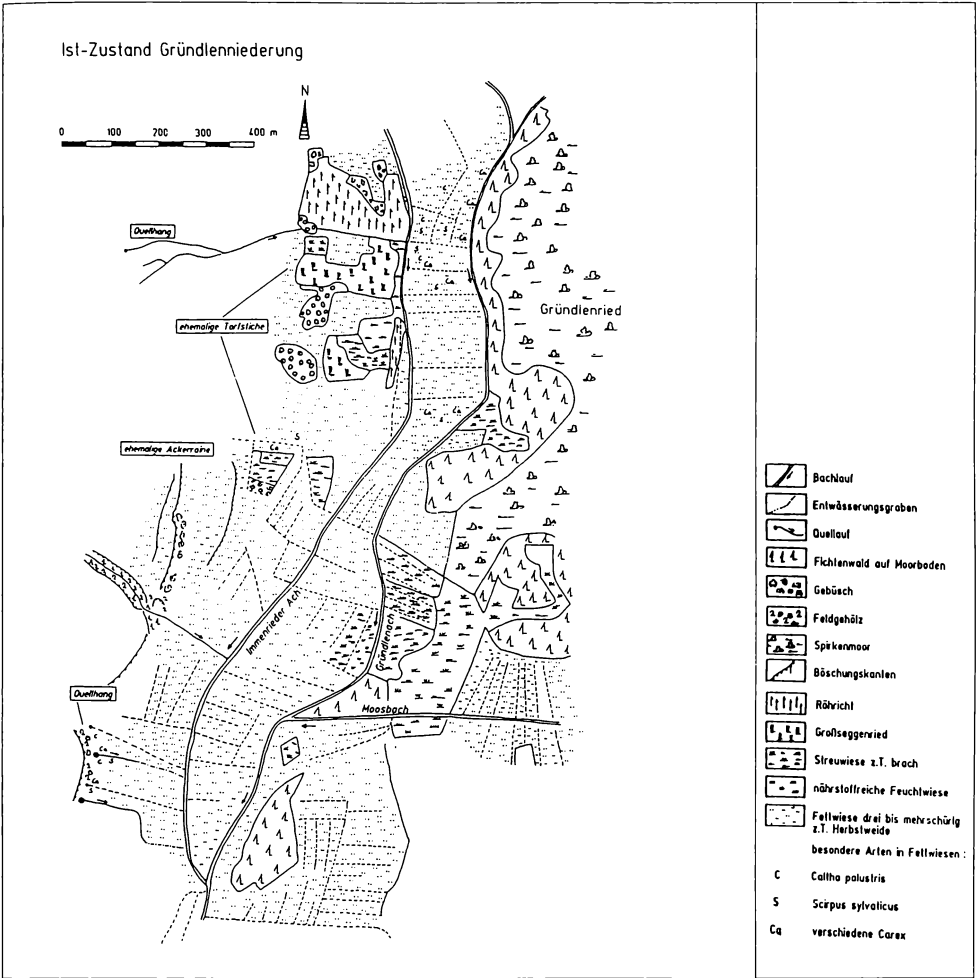 Ist-Zustand Gründlenniederung
N
0 100 200 300 400 m
Quellhang
Gründlenried
ehemalige Torfstiche
ehemalige Ackerraine
Immenrieder Ach
Gründlenach
Quellhang
Moosbach
Bachlauf
Entwässerungsgraben
Quellauf
Fichtenwald auf Moorboden
Gebüsch
Feldgehölz
Spirkenmoor
Böschungskanten
Röhricht
Großseggenried
Streuwiese z.T. brach
nährstoffreiche Feuchtwiese
Fettwiese drei bis mehrschürig
z.T. Herbstweide
besondere Arten in Fettwiesen :
C Caltha palustris
S Scirpus sylvaticus
Ca verschiedene Carex